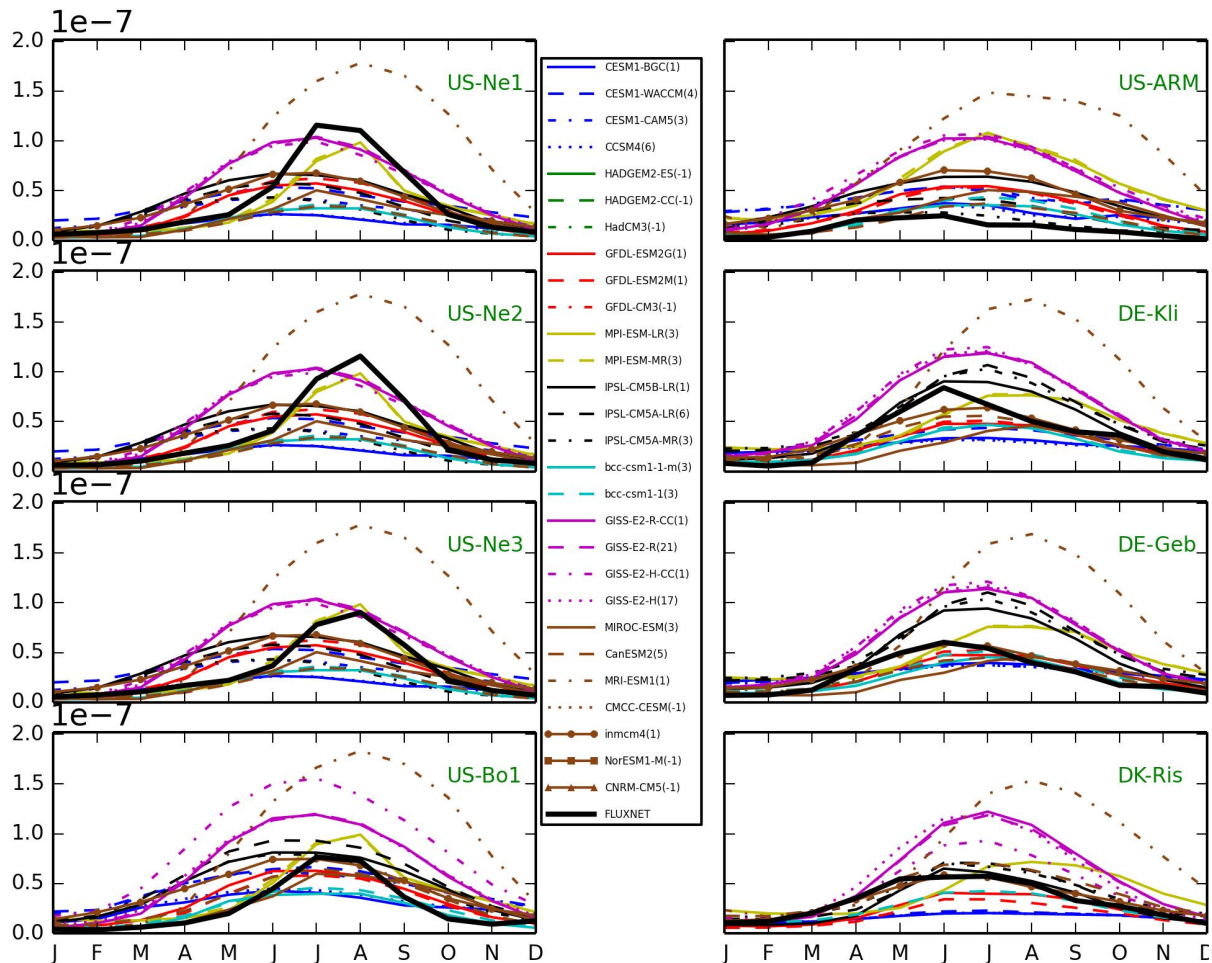 1e−7
2.0
1.5
1.0
0.5
0.0
US-Ne1
1e−7
2.0
1.5
1.0
0.5
0.0
US-Ne2
1e−7
2.0
1.5
1.0
0.5
0.0
US-Ne3
1e−7
2.0
1.5
1.0
0.5
0.0
US-Bo1
J F M A M J J A S O N D
CESM1-BGC(1)
CESM1-WACCM(4)
CESM1-CAM5(3)
CCSM4(6)
HADGEM2-ES(-1)
HADGEM2-CC(-1)
HadCM3(-1)
GFDL-ESM2G(1)
GFDL-ESM2M(1)
GFDL-CM3(-1)
MPI-ESM-LR(3)
MPI-ESM-MR(3)
IPSL-CM5B-LR(1)
IPSL-CM5A-LR(6)
IPSL-CM5A-MR(3)
bcc-csm1-1-m(3)
bcc-csm1-1(3)
GISS-E2-R-CC(1)
GISS-E2-R(21)
GISS-E2-H-CC(1)
GISS-E2-H(17)
MIROC-ESM(3)
CanESM2(5)
MRI-ESM1(1)
CMCC-CESM(-1)
inmcm4(1)
NorESM1-M(-1)
CNRM-CM5(-1)
FLUXNET
US-ARM
DE-Kli
DE-Geb
DK-Ris
J F M A M J J A S O N D